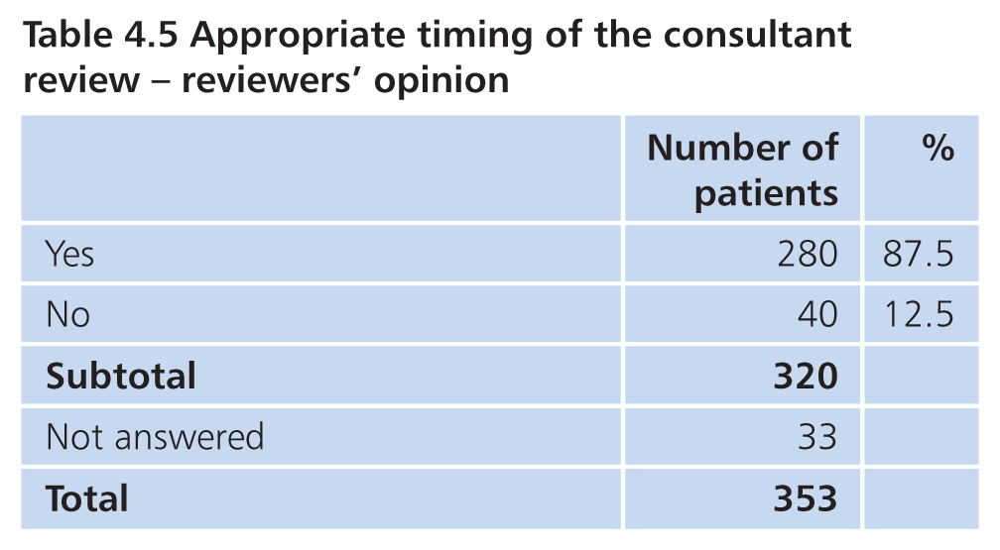 Table 4.5 Appropriate timing of the consultant
review – reviewers’ opinion
Number of
patients
%
Yes 280 87.5
No 40 12.5
Subtotal 320
Not answered 33
Total 353